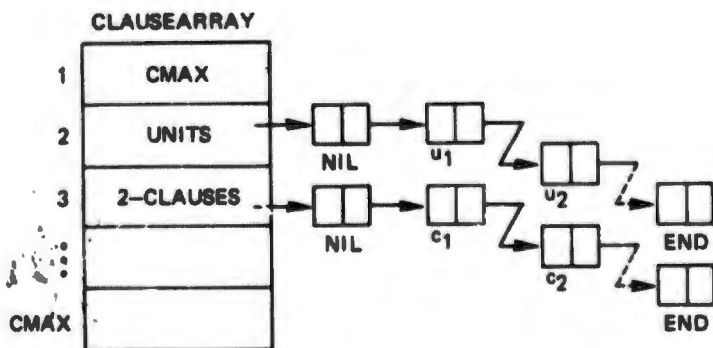 CLAUSEARRAY
1 CMAX
2 UNITS
NIL u1 u2 END
3 2-CLAUSES
NIL c1 c2 END
CMAX